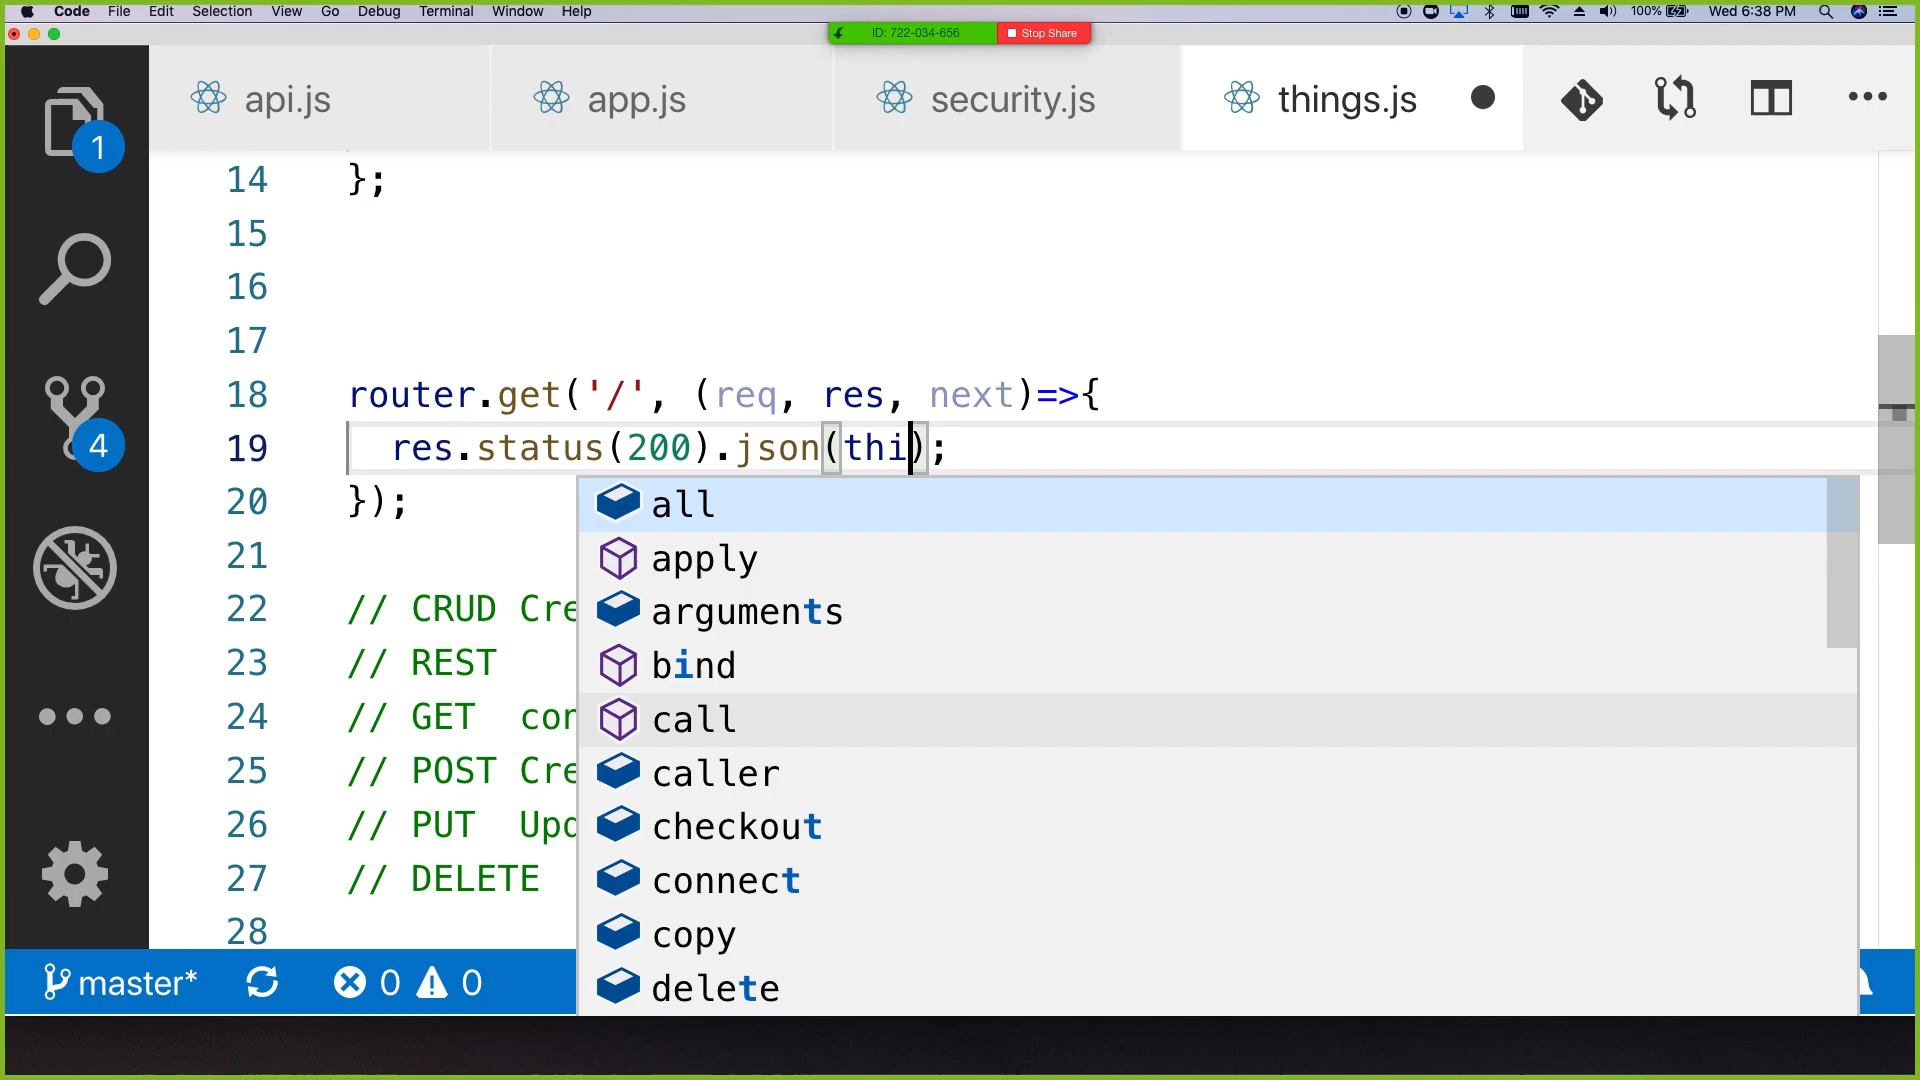 Code File Edit Selection View Go Debug Terminal Window Help 100% Wed 6:38 PM
ID: 722-034-656 Stop Share
api.js app.js security.js things.js
1
4
14 };
15
16
17
18 router.get('/', (req, res, next)=>{
19 res.status(200).json(thi);
20 });
21
22 // CRUD Cre
23 // REST
24 // GET con
25 // POST Cre
26 // PUT Upd
27 // DELETE
28
all
apply
arguments
bind
call
caller
checkout
connect
copy
delete
master* 0 0